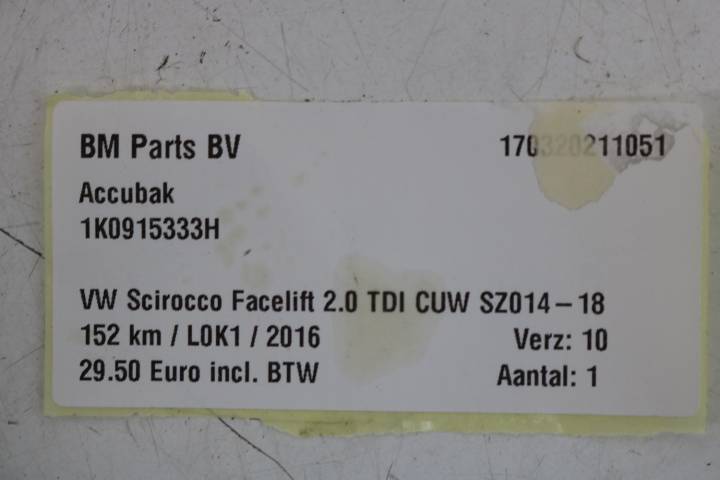 BM Parts BV 170320211051
Accubak
1K0915333H
VW Scirocco Facelift 2.0 TDI CUW SZ014-18
152 km / L0K1 / 2016 Verz: 10
29.50 Euro incl. BTW Aantal: 1